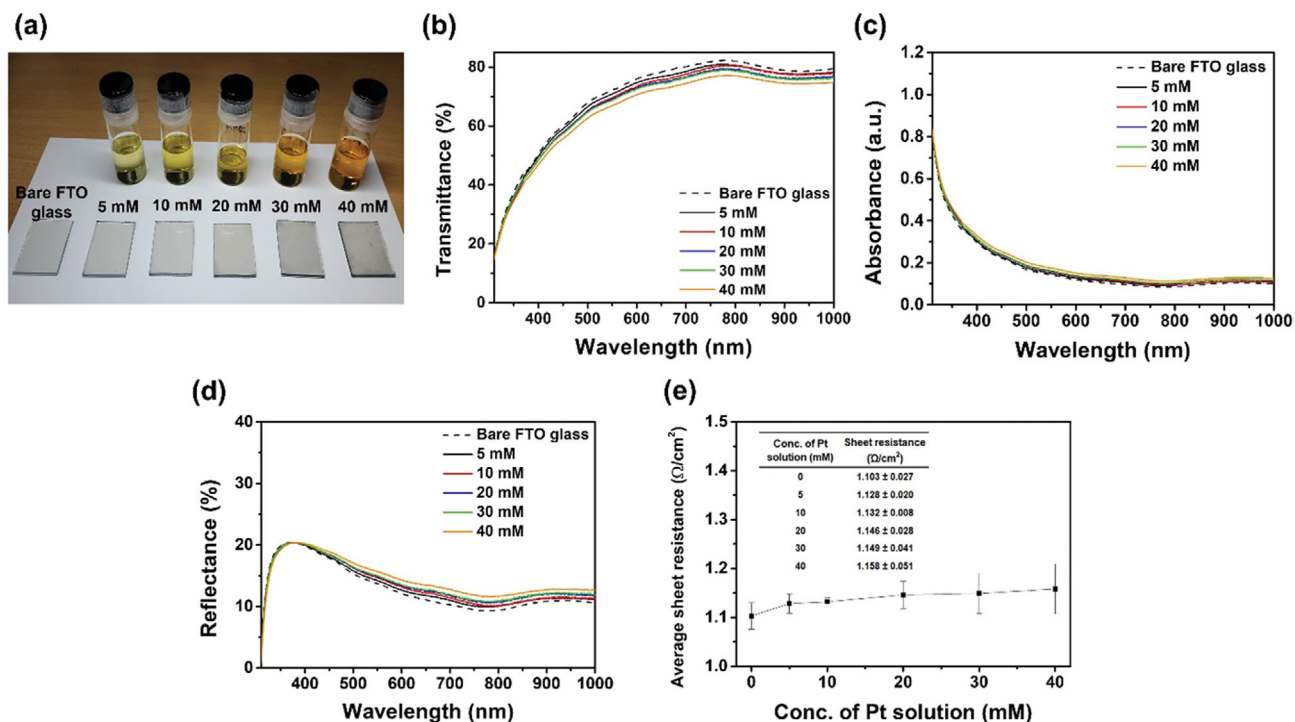 (a)
Bare FTO
glass
5 mM
10 mM
20 mM
30 mM
40 mM
(b)
Transmittance (%)
80
60
40
20
0
Bare FTO glass
5 mM
10 mM
20 mM
30 mM
40 mM
400 500 600 700 800 900 1000
Wavelength (nm)
(c)
Absorbance (a.u.)
1.2
1.0
0.8
0.6
0.4
0.2
0.0
Bare FTO glass
5 mM
10 mM
20 mM
30 mM
40 mM
400 500 600 700 800 900 1000
Wavelength (nm)
(d)
Reflectance (%)
40
30
20
10
0
Bare FTO glass
5 mM
10 mM
20 mM
30 mM
40 mM
400 500 600 700 800 900 1000
Wavelength (nm)
(e)
Average sheet resistance (Ω/cm²)
1.5
1.4
1.3
1.2
1.1
1.0
Conc. of Pt Sheet resistance
solution (mM) (Ω/cm²)
0 1.103 ± 0.027
5 1.128 ± 0.020
10 1.132 ± 0.008
20 1.146 ± 0.028
30 1.149 ± 0.041
40 1.158 ± 0.051
0 10 20 30 40
Conc. of Pt solution (mM)